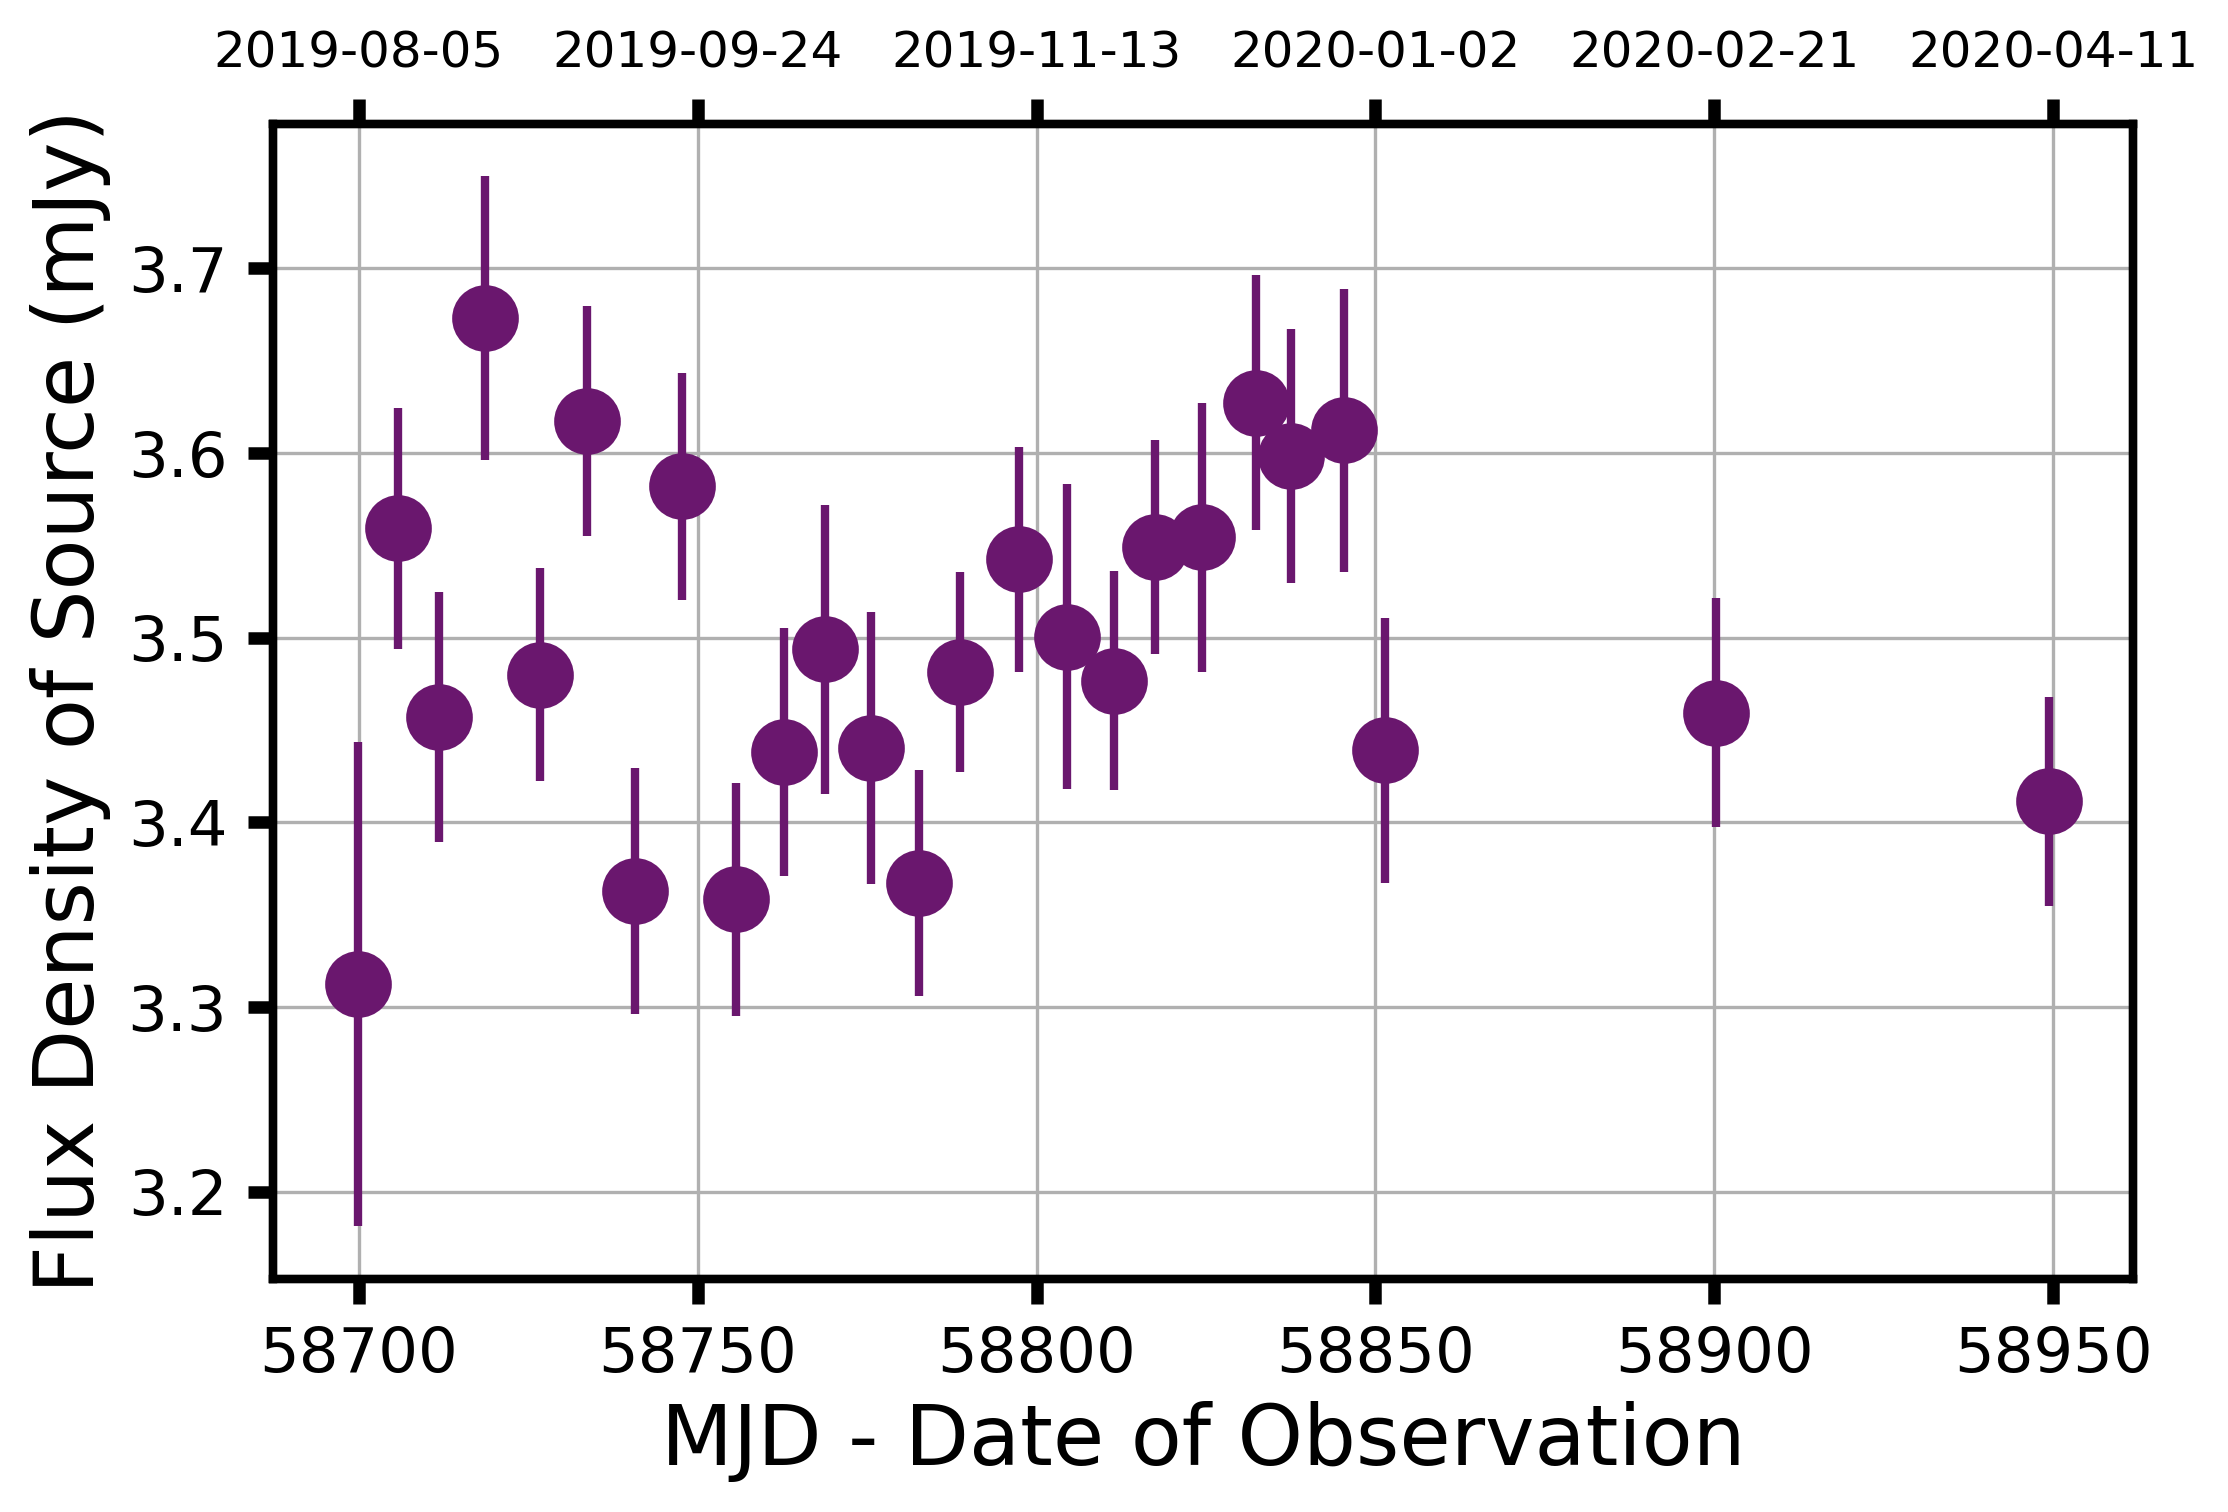 2019-08-05 2019-09-24 2019-11-13 2020-01-02 2020-02-21 2020-04-11
Flux Density of Source (mJy)
3.7
3.6
3.5
3.4
3.3
3.2
58700 58750 58800 58850 58900 58950
MJD - Date of Observation